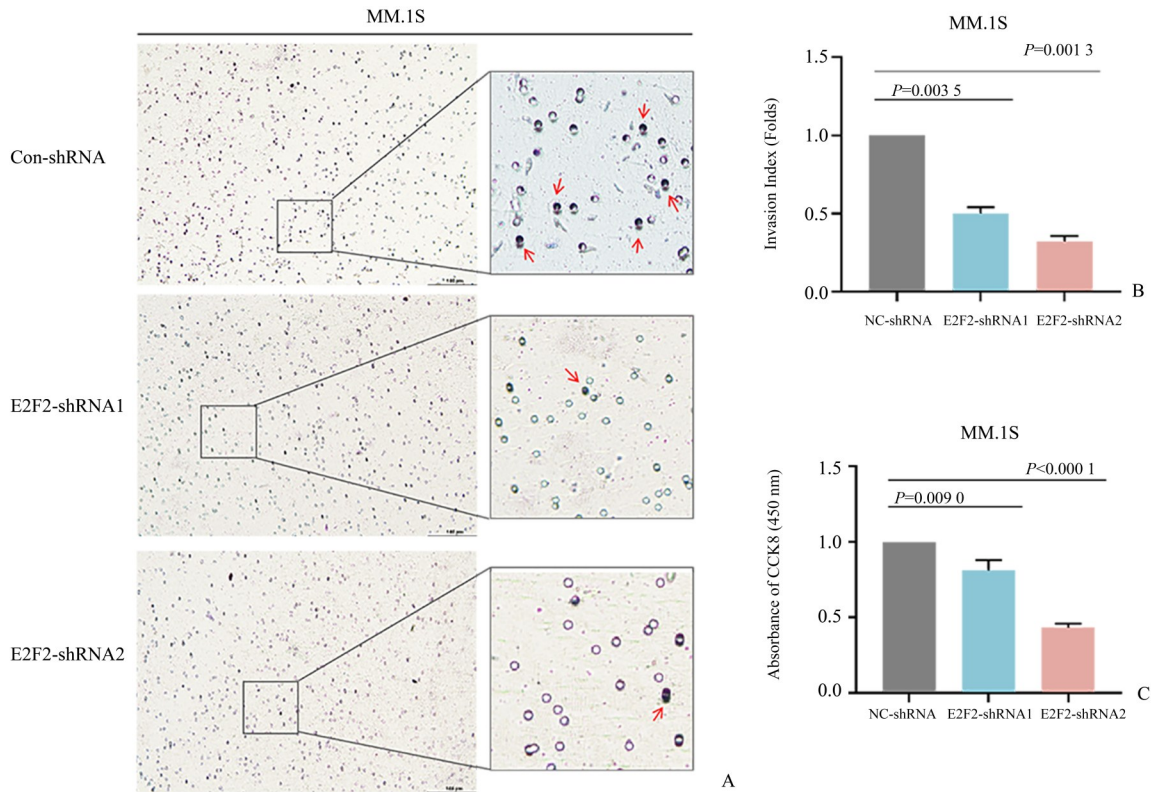 MM.1S
Con-shRNA
E2F2-shRNA1
E2F2-shRNA2
A
MM.1S
P=0.001 3
P=0.003 5
Invasion Index (Folds)
1.5
1.0
0.5
0.0
NC-shRNA E2F2-shRNA1 E2F2-shRNA2
B
MM.1S
P<0.000 1
P=0.009 0
Absorbance of CCK8 (450 nm)
1.5
1.0
0.5
0.0
NC-shRNA E2F2-shRNA1 E2F2-shRNA2
C